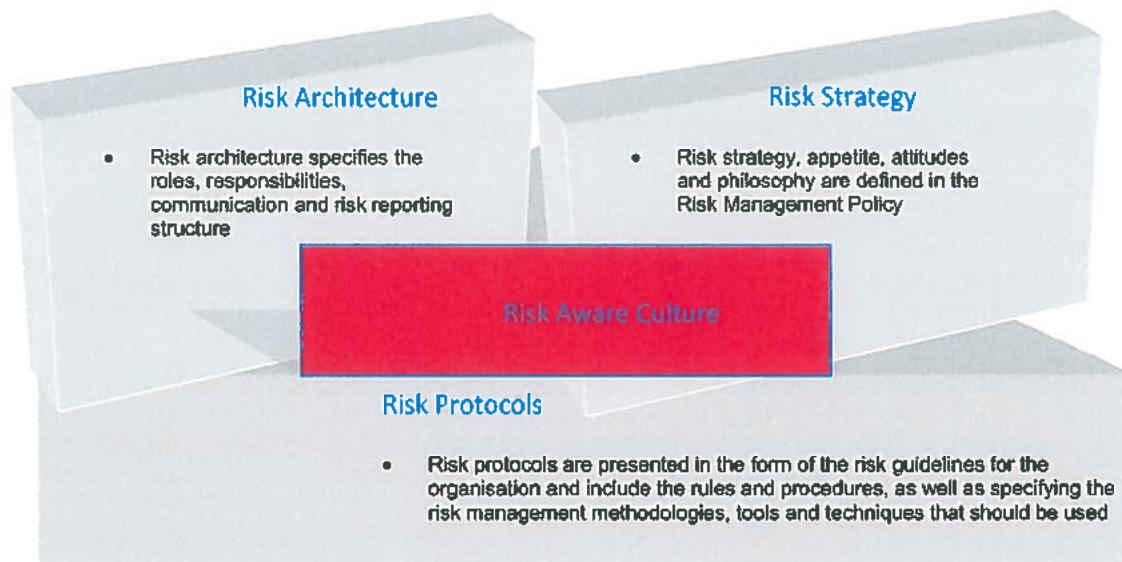 Risk Architecture
• Risk architecture specifies the
roles, responsibilities,
communication and risk reporting
structure
Risk Strategy
• Risk strategy, appetite, attitudes
and philosophy are defined in the
Risk Management Policy
Risk Aware Culture
Risk Protocols
• Risk protocols are presented in the form of the risk guidelines for the
organisation and include the rules and procedures, as well as specifying the
risk management methodologies, tools and techniques that should be used